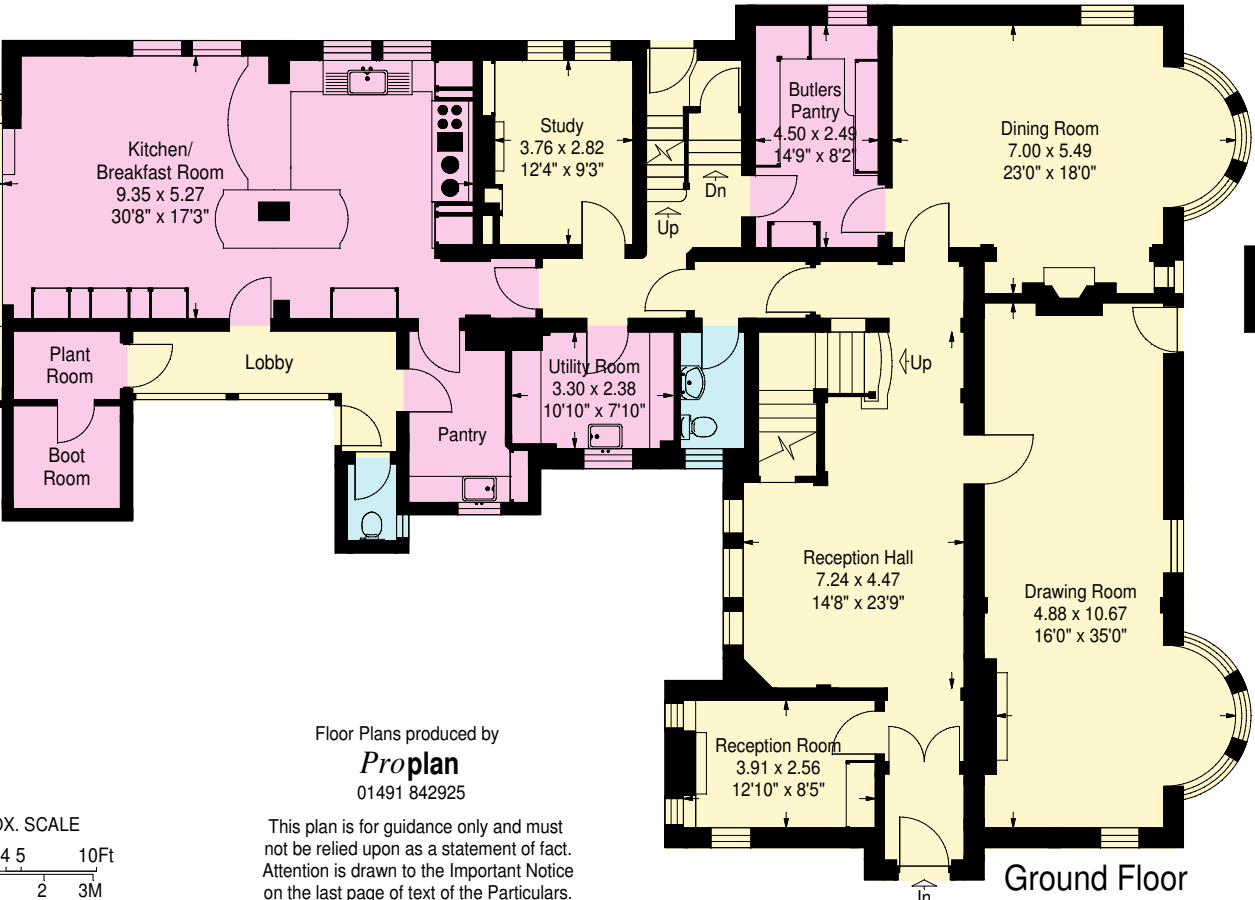 Kitchen/
Breakfast Room
9.35 x 5.27
30'8" x 17'3"
Study
3.76 x 2.82
12'4" x 9'3"
Up
Dn
Butlers
Pantry
4.50 x 2.49
14'9" x 8'2"
Dining Room
7.00 x 5.49
23'0" x 18'0"
Plant
Room
Lobby
Boot
Room
Pantry
Utility Room
3.30 x 2.38
10'10" x 7'10"
Up
Reception Hall
7.24 x 4.47
14'8" x 23'9"
Drawing Room
4.88 x 10.67
16'0" x 35'0"
Reception Room
3.91 x 2.56
12'10" x 8'5"
In
Ground Floor
Floor Plans produced by
Proplan
01491 842925
This plan is for guidance only and must
not be relied upon as a statement of fact.
Attention is drawn to the Important Notice
on the last page of text of the Particulars.
OX. SCALE
4 5 10Ft
2 3M